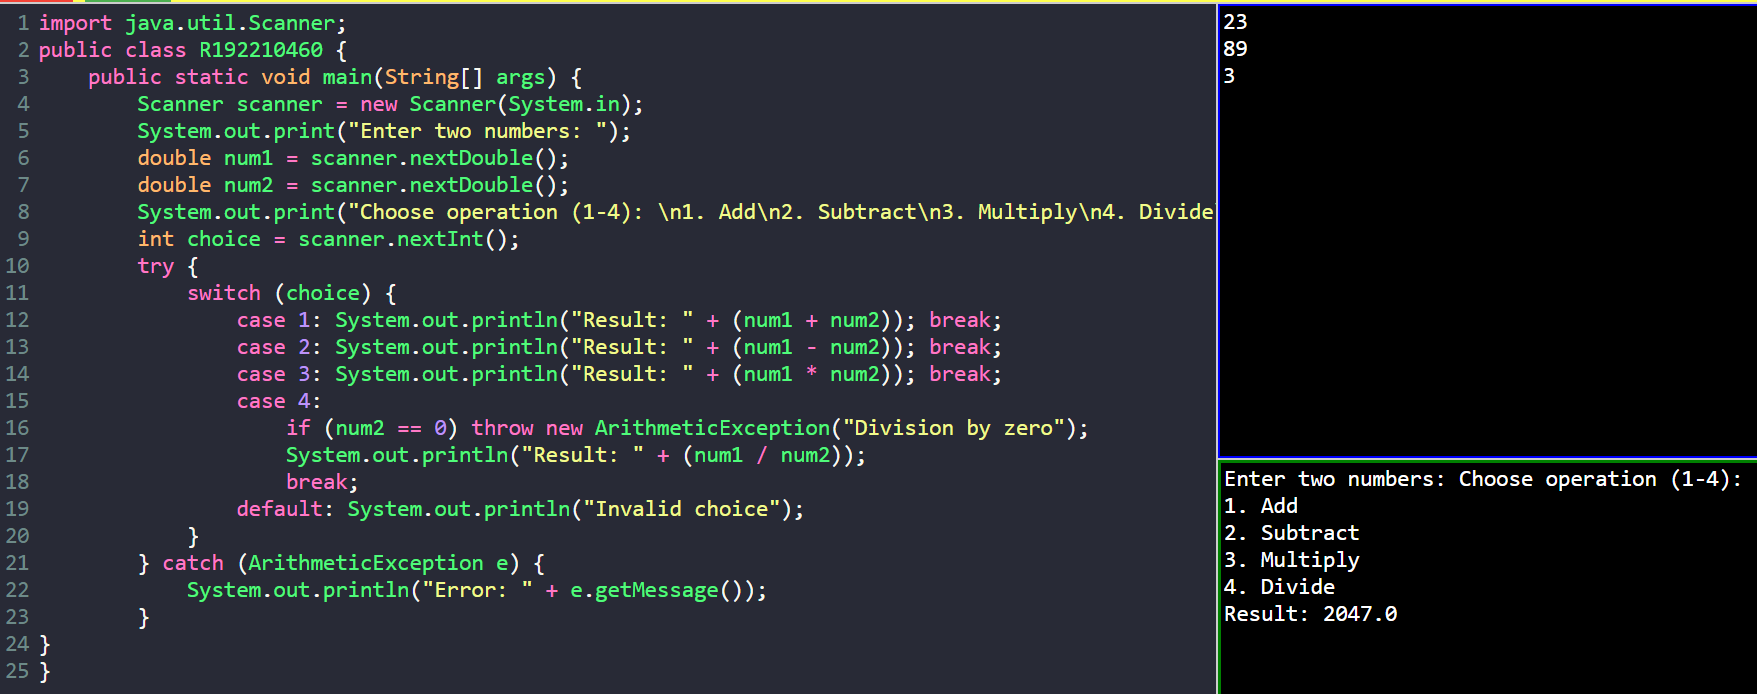 1 import java.util.Scanner;
2 public class R192210460 {
3     public static void main(String[] args) {
4         Scanner scanner = new Scanner(System.in);
5         System.out.print("Enter two numbers: ");
6         double num1 = scanner.nextDouble();
7         double num2 = scanner.nextDouble();
8         System.out.print("Choose operation (1-4): \n1. Add\n2. Subtract\n3. Multiply\n4. Divide
9         int choice = scanner.nextInt();
10         try {
11             switch (choice) {
12                 case 1: System.out.println("Result: " + (num1 + num2)); break;
13                 case 2: System.out.println("Result: " + (num1 - num2)); break;
14                 case 3: System.out.println("Result: " + (num1 * num2)); break;
15                 case 4:
16                     if (num2 == 0) throw new ArithmeticException("Division by zero");
17                     System.out.println("Result: " + (num1 / num2));
18                     break;
19                 default: System.out.println("Invalid choice");
20             }
21         } catch (ArithmeticException e) {
22             System.out.println("Error: " + e.getMessage());
23         }
24 }
25 }
23
89
3
Enter two numbers: Choose operation (1-4):
1. Add
2. Subtract
3. Multiply
4. Divide
Result: 2047.0